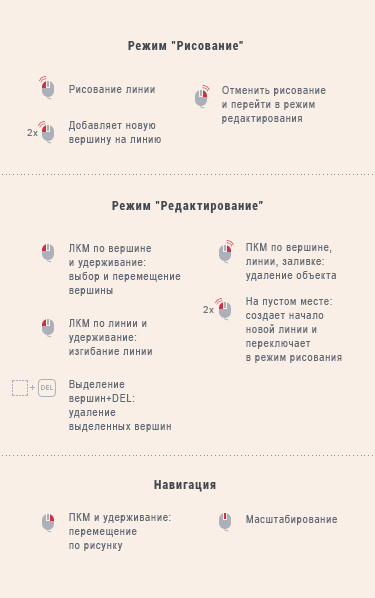 Режим "Рисование"
Рисование линии
2x
Добавляет новую
вершину на линию
Отменить рисование
и перейти в режим
редактирования
Режим "Редактирование"
ЛКМ по вершине
и удерживание:
выбор и перемещение
вершины
ЛКМ по линии и
удерживание:
изгибание линии
+ DEL
Выделение
вершин+DEL:
удаление
выделенных вершин
ПКМ по вершине,
линии, заливке:
удаление объекта
2x
На пустом месте:
создает начало
новой линии и
переключает
в режим рисования
Навигация
ПКМ и удерживание:
перемещение
по рисунку
Масштабирование